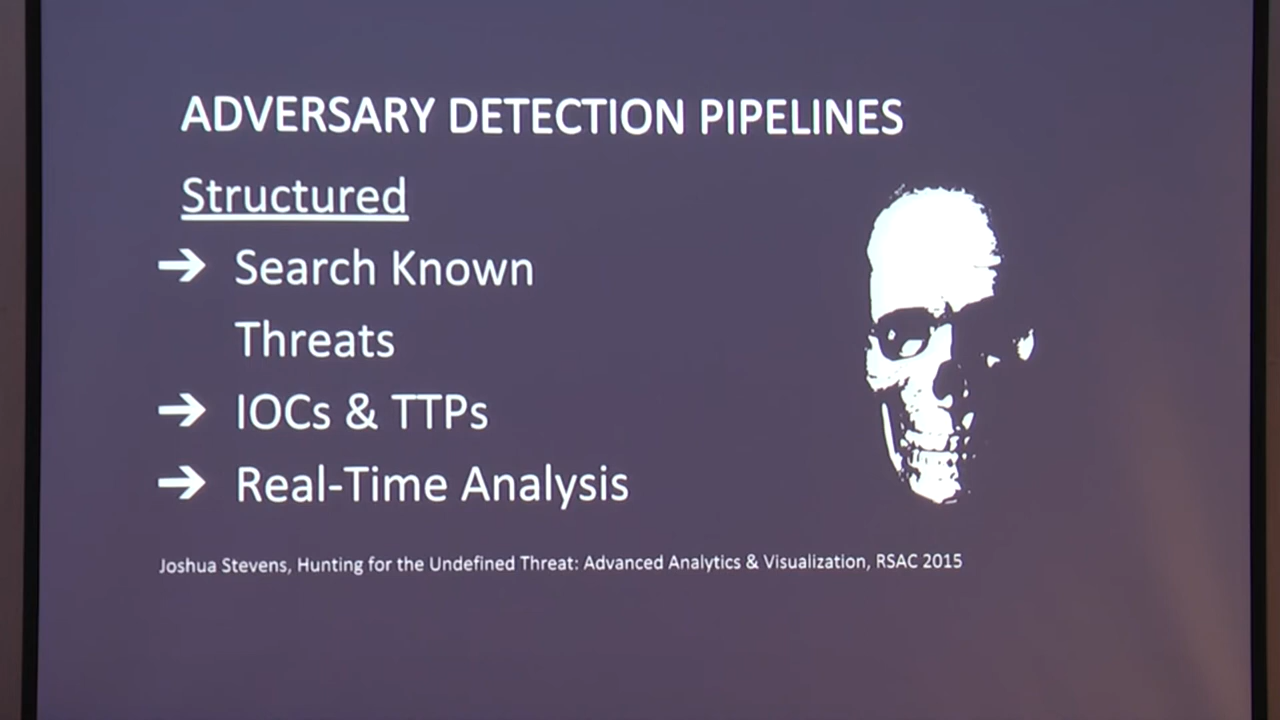 ADVERSARY DETECTION PIPELINES
Structured
➔ Search Known
Threats
➔ IOCs & TTPs
➔ Real-Time Analysis
Joshua Stevens, Hunting for the Undefined Threat: Advanced Analytics & Visualization, RSAC 2015